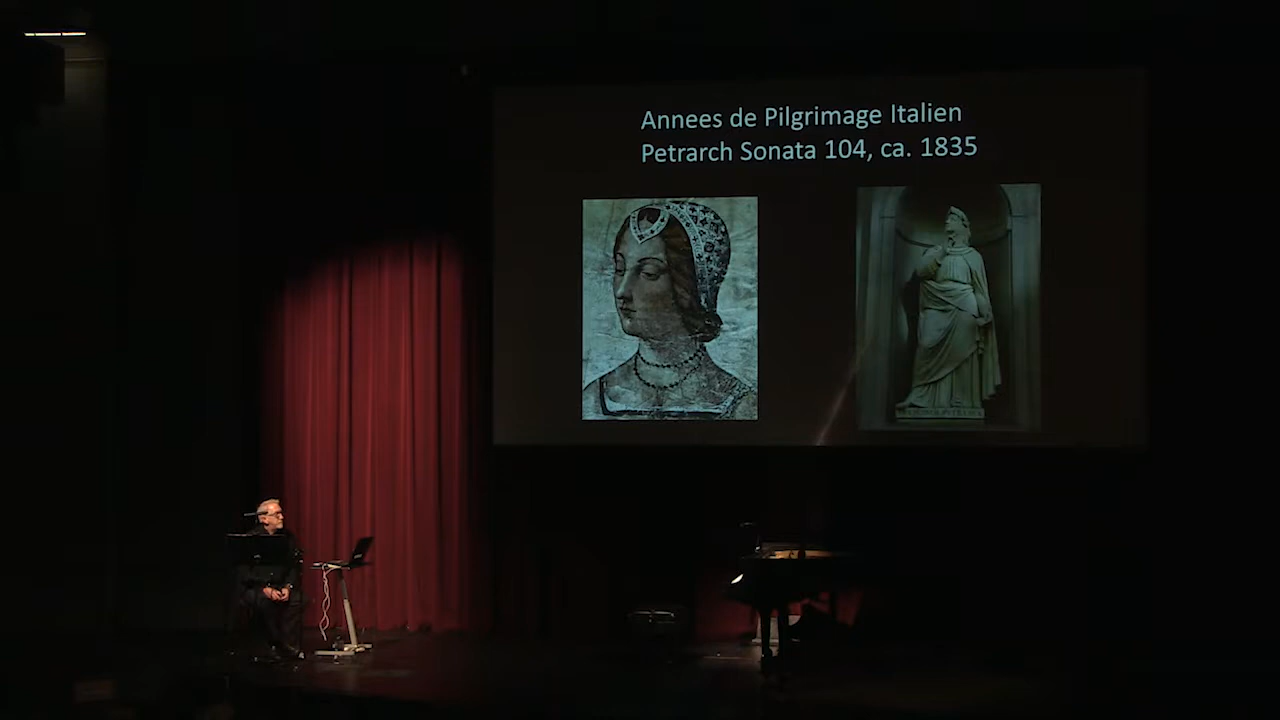 Annees de Pilgrimage Italien
Petrarch Sonata 104, ca. 1835